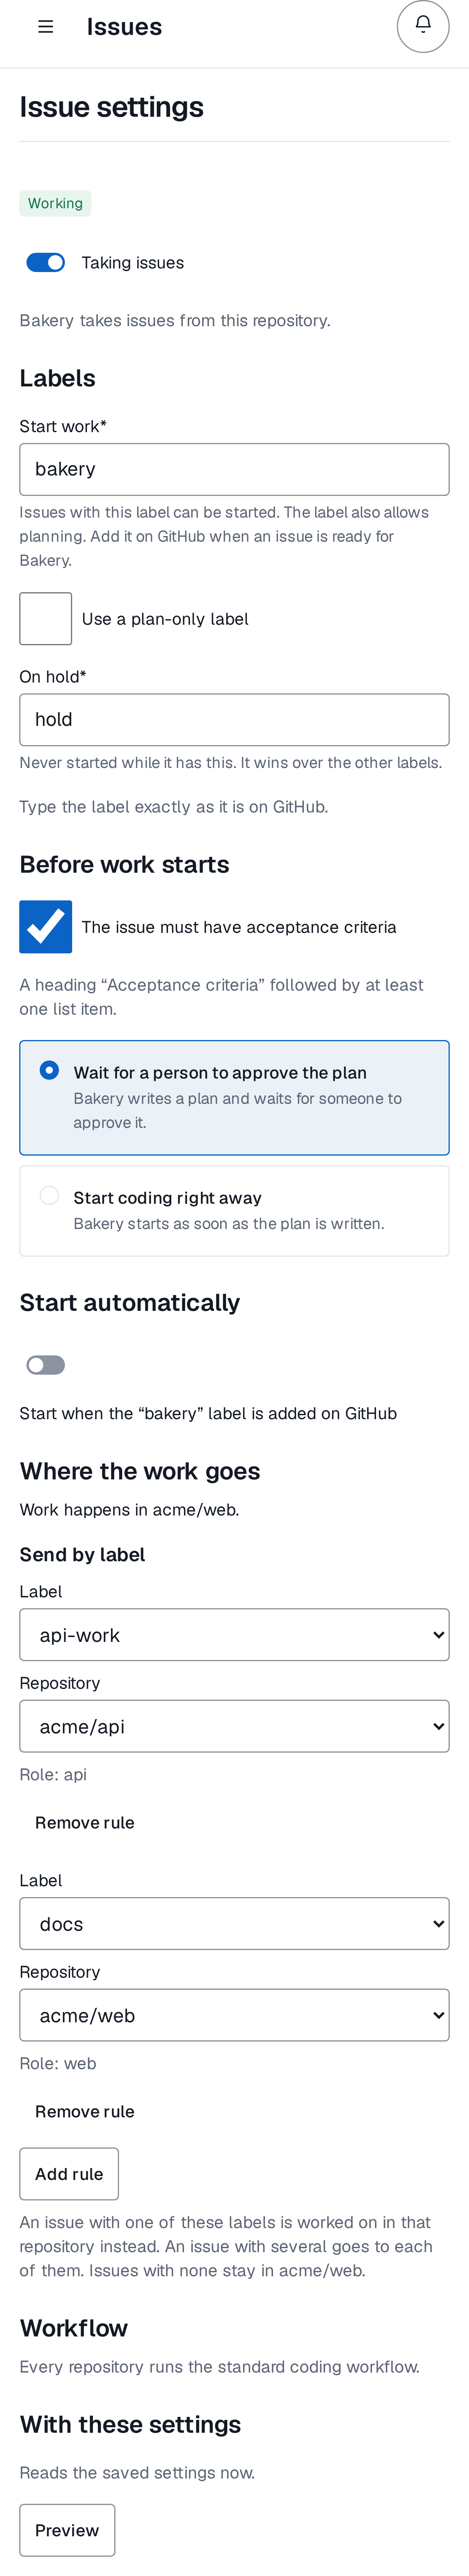 Issues
Issue settings
Working
Taking issues
Bakery takes issues from this repository.
Labels
Start work*
bakery
Issues with this label can be started. The label also allows
planning. Add it on GitHub when an issue is ready for
Bakery.
Use a plan-only label
On hold*
hold
Never started while it has this. It wins over the other labels.
Type the label exactly as it is on GitHub.
Before work starts
The issue must have acceptance criteria
A heading “Acceptance criteria” followed by at least
one list item.
Wait for a person to approve the plan
Bakery writes a plan and waits for someone to
approve it.
Start coding right away
Bakery starts as soon as the plan is written.
Start automatically
Start when the “bakery” label is added on GitHub
Where the work goes
Work happens in acme/web.
Send by label
Label
api-work
Repository
acme/api
Role: api
Remove rule
Label
docs
Repository
acme/web
Role: web
Remove rule
Add rule
An issue with one of these labels is worked on in that
repository instead. An issue with several goes to each
of them. Issues with none stay in acme/web.
Workflow
Every repository runs the standard coding workflow.
With these settings
Reads the saved settings now.
Preview